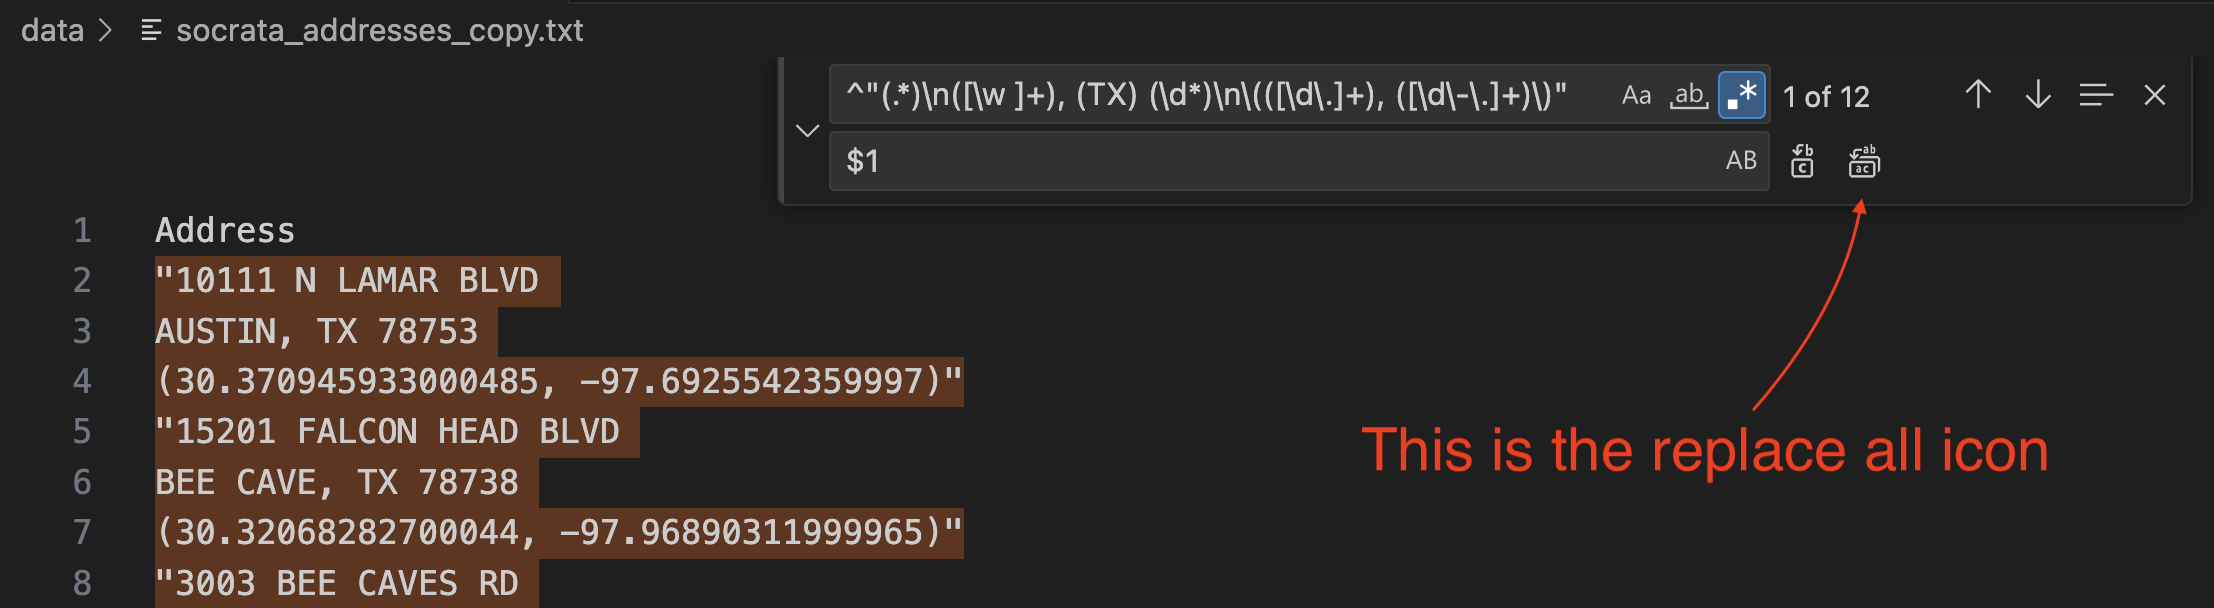 data > socrata_addresses_copy.txt
^"(.*)\n([\w ]+), (TX) (\d*)\n\(([\d\.]+), ([\d\-\.]+)\)" Aa ab .* 1 of 12
$1 AB
1 Address
2 "10111 N LAMAR BLVD
3 AUSTIN, TX 78753
4 (30.370945933000485, -97.6925542359997)"
5 "15201 FALCON HEAD BLVD
6 BEE CAVE, TX 78738
7 (30.32068282700044, -97.96890311999965)"
8 "3003 BEE CAVES RD
This is the replace all icon